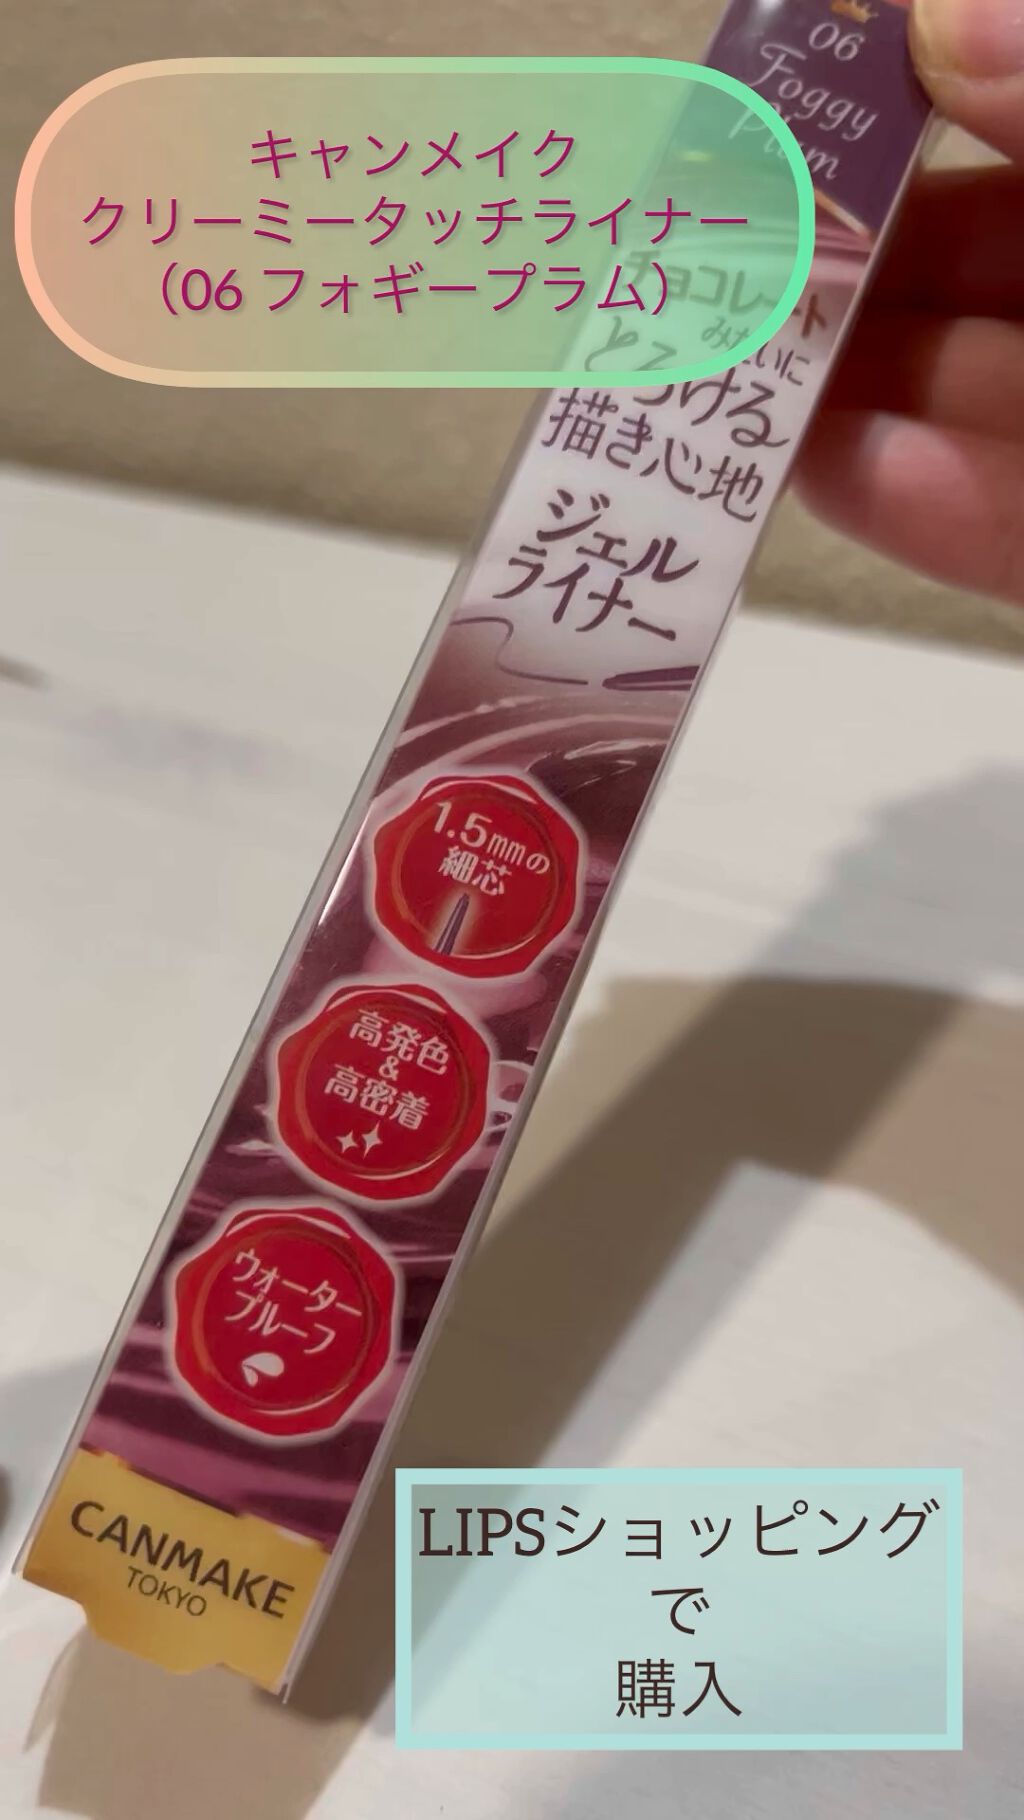 06
Foggy
Plum
キャンメイク
クリーミータッチライナー
（06 フォギープラム）
チョコレート
みたいに
とろける
描き心地
ジェル
ライナー
1.5mmの
細芯
高発色
&
高密着
ウォーター
プルーフ
CANMAKE
TOKYO
LIPSショッピング
で
購入